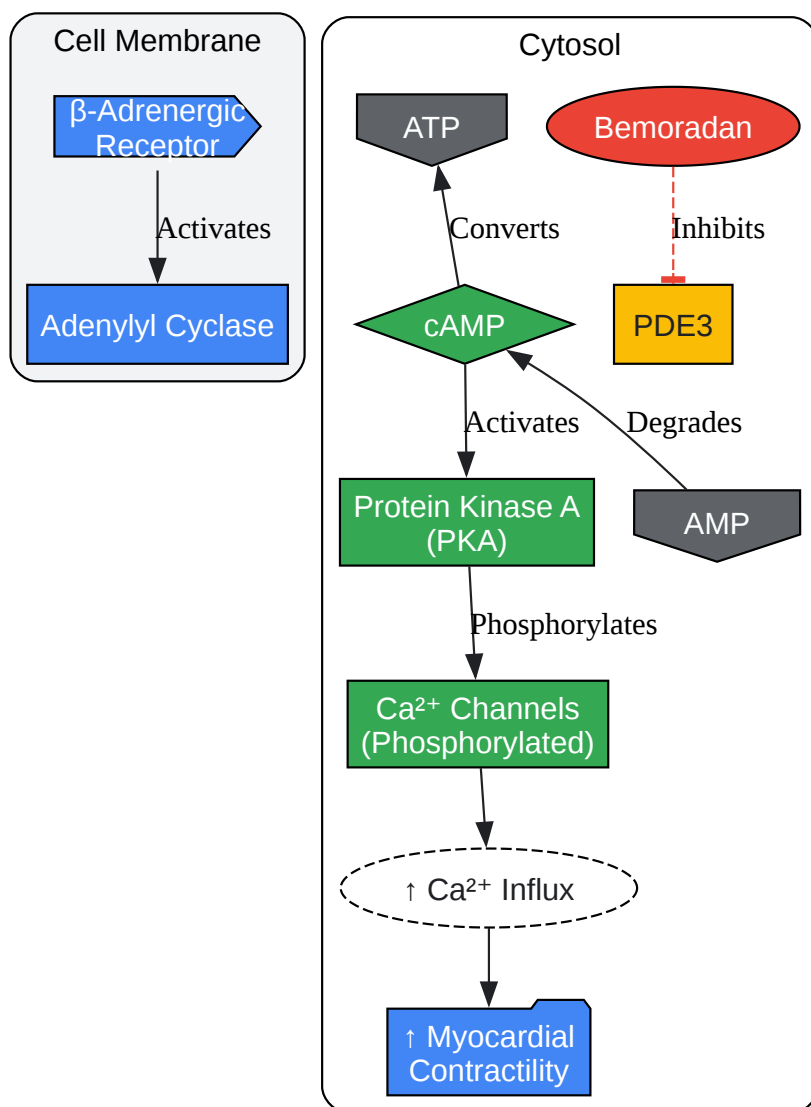 Cell Membrane
β-Adrenergic
Receptor
Activates
Adenylyl Cyclase
Cytosol
ATP
Bemoradan
Converts
Inhibits
cAMP
PDE3
Activates
Degrades
Protein Kinase A
(PKA)
AMP
Phosphorylates
Ca²⁺ Channels
(Phosphorylated)
↑ Ca²⁺ Influx
↑ Myocardial
Contractility